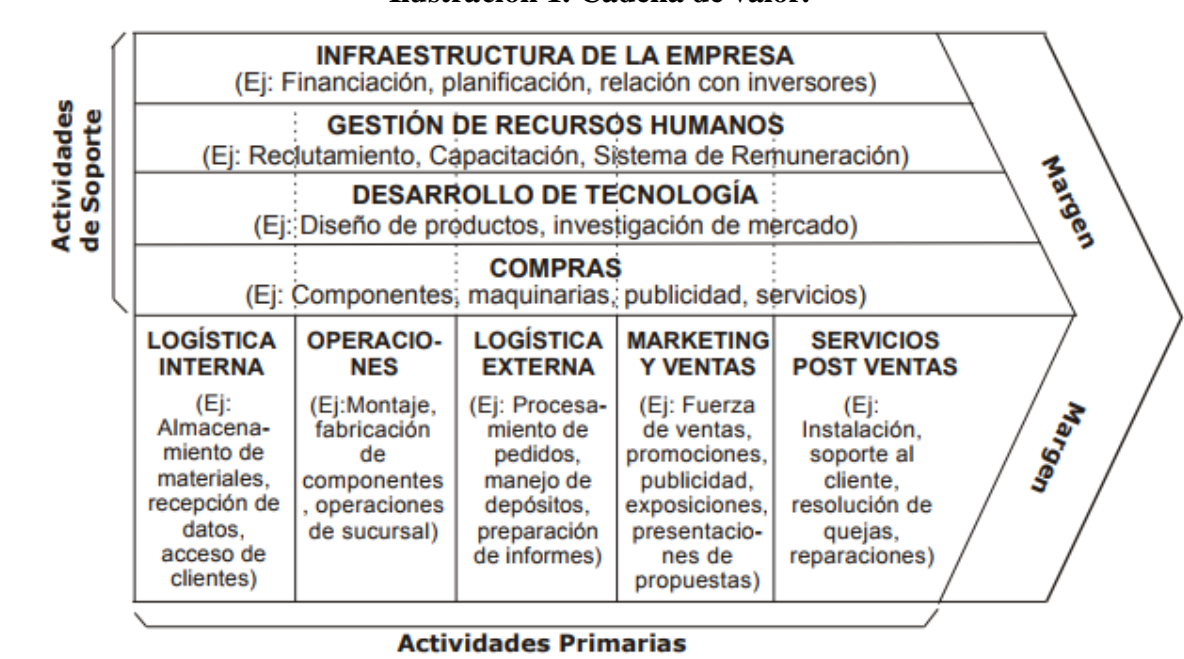 Ilustración 1. Cadena de valor.
INFRAESTRUCTURA DE LA EMPRESA
(Ej: Financiación, planificación, relación con inversores)
GESTIÓN DE RECURSOS HUMANOS
(Ej: Reclutamiento, Capacitación, Sistema de Remuneración)
DESARROLLO DE TECNOLOGÍA
(Ej: Diseño de productos, investigación de mercado)
COMPRAS
(Ej: Componentes, maquinarias, publicidad, servicios)
Actividades
de Soporte
LOGÍSTICA
INTERNA
(Ej:
Almacena-
miento de
materiales,
recepción de
datos,
acceso de
clientes)
OPERACIO-
NES
(Ej:Montaje,
fabricación
de
componentes
, operaciones
de sucursal)
LOGÍSTICA
EXTERNA
(Ej: Procesa-
miento de
pedidos,
manejo de
depósitos,
preparación
de informes)
MARKETING
Y VENTAS
(Ej: Fuerza
de ventas,
promociones,
publicidad,
exposiciones,
presentacio-
nes de
propuestas)
SERVICIOS
POST VENTAS
(Ej:
Instalación,
soporte al
cliente,
resolución de
quejas,
reparaciones)
Margen
Margen
Actividades Primarias